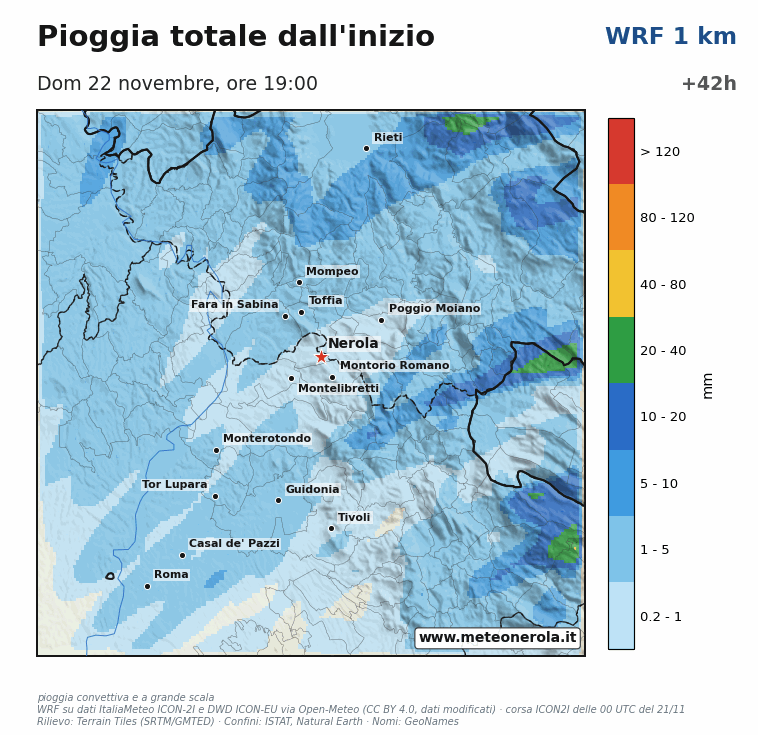 Pioggia totale dall'inizio
WRF 1 km
Dom 22 novembre, ore 19:00
+42h
Rieti
Mompeo
Fara in Sabina
Toffia
Poggio Moiano
Nerola
Montorio Romano
Montelibretti
Monterotondo
Tor Lupara
Guidonia
Tivoli
Casal de' Pazzi
Roma
www.meteonerola.it
> 120
80 - 120
40 - 80
20 - 40
10 - 20
5 - 10
1 - 5
0.2 - 1
mm
pioggia convettiva e a grande scala
WRF su dati ItaliaMeteo ICON-2I e DWD ICON-EU via Open-Meteo (CC BY 4.0, dati modificati) · corsa ICON2I delle 00 UTC del 21/11
Rilievo: Terrain Tiles (SRTM/GMTED) · Confini: ISTAT, Natural Earth · Nomi: GeoNames